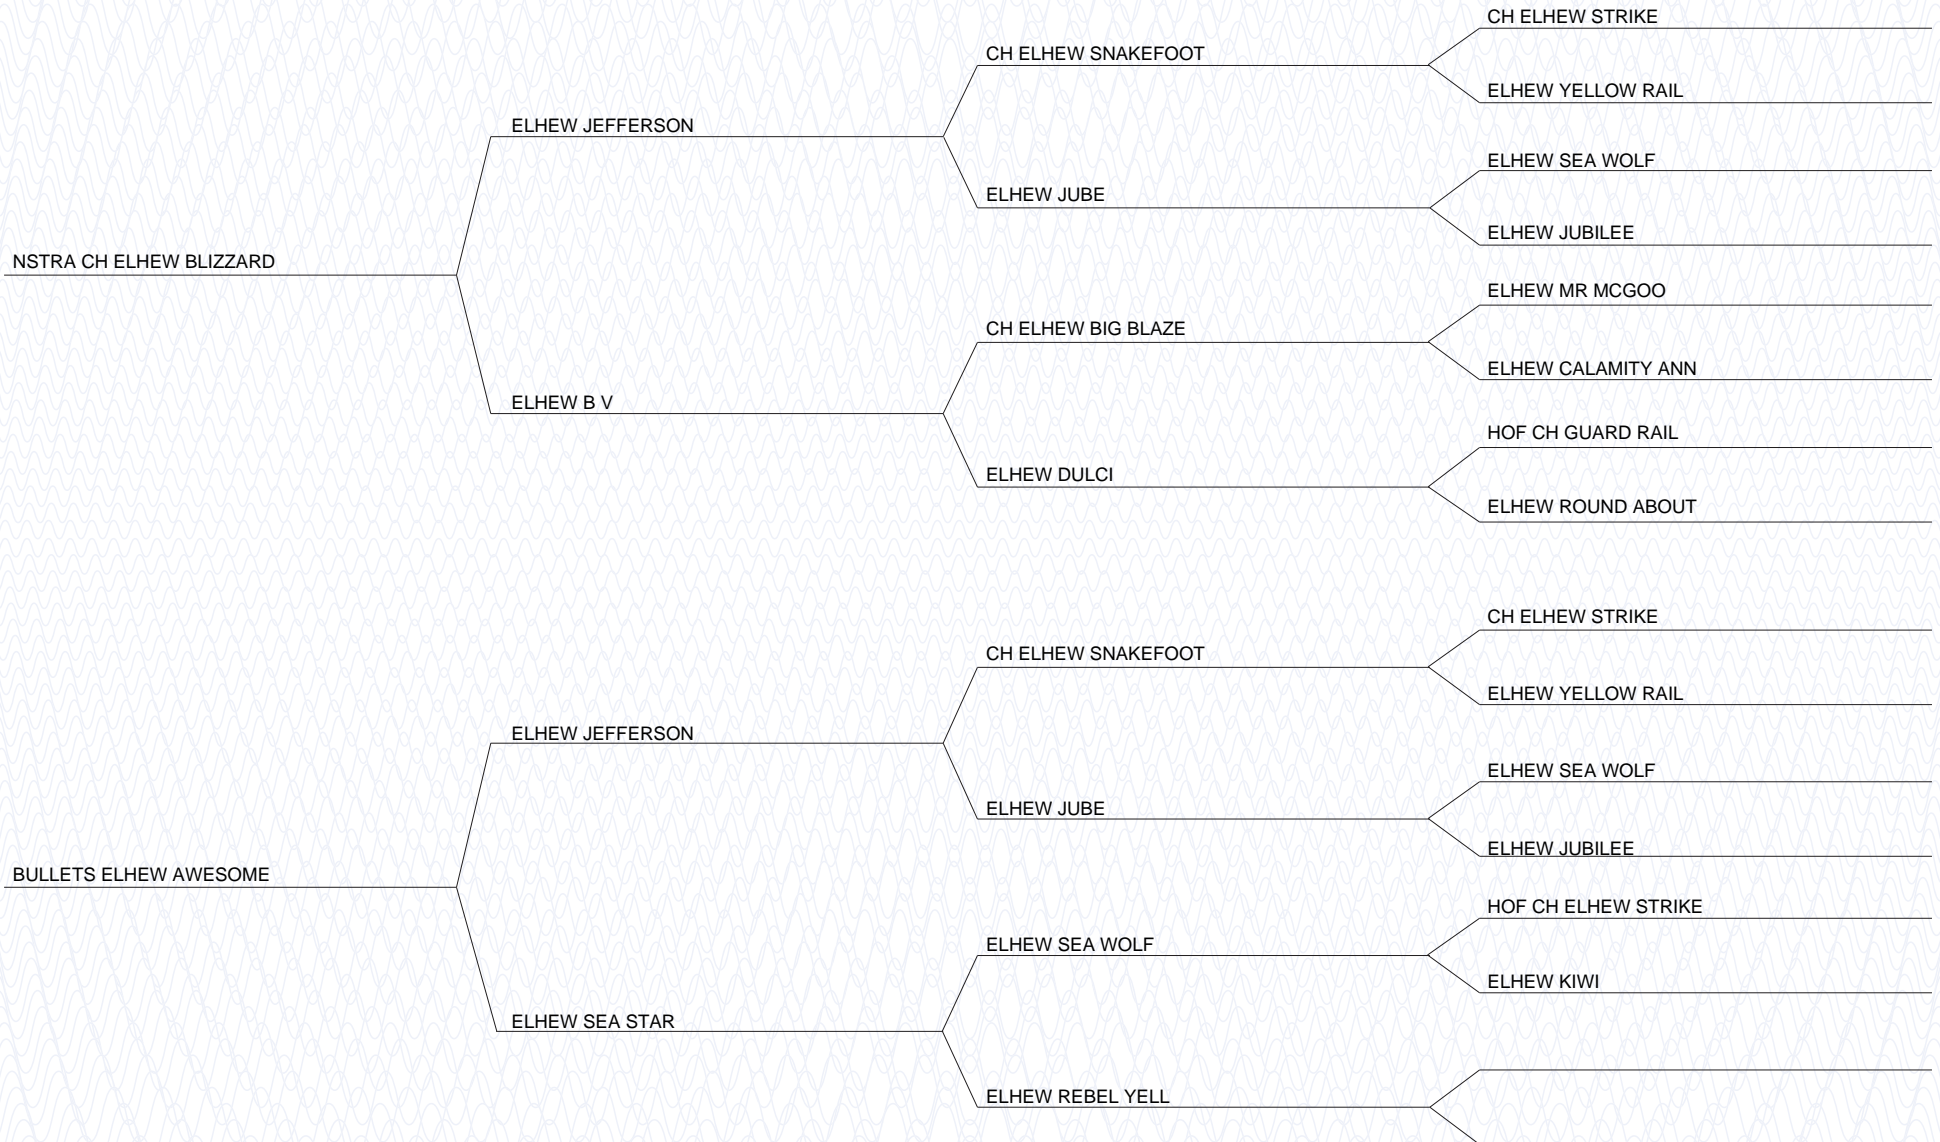 CH ELHEW STRIKE
CH ELHEW SNAKEFOOT
ELHEW YELLOW RAIL
ELHEW JEFFERSON
ELHEW SEA WOLF
ELHEW JUBE
ELHEW JUBILEE
NSTRA CH ELHEW BLIZZARD
ELHEW MR MCGOO
CH ELHEW BIG BLAZE
ELHEW CALAMITY ANN
ELHEW B V
HOF CH GUARD RAIL
ELHEW DULCI
ELHEW ROUND ABOUT
CH ELHEW STRIKE
CH ELHEW SNAKEFOOT
ELHEW YELLOW RAIL
ELHEW JEFFERSON
ELHEW SEA WOLF
ELHEW JUBE
ELHEW JUBILEE
BULLETS ELHEW AWESOME
HOF CH ELHEW STRIKE
ELHEW SEA WOLF
ELHEW KIWI
ELHEW SEA STAR
ELHEW REBEL YELL